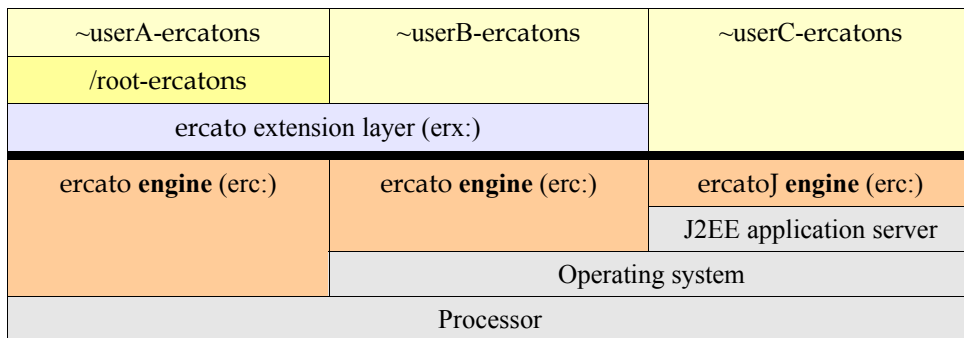 ~userA-ercatons
~userB-ercatons
~userC-ercatons
/root-ercatons
ercato extension layer (erx:)
ercato engine (erc:)
ercato engine (erc:)
ercatoJ engine (erc:)
J2EE application server
Operating system
Processor